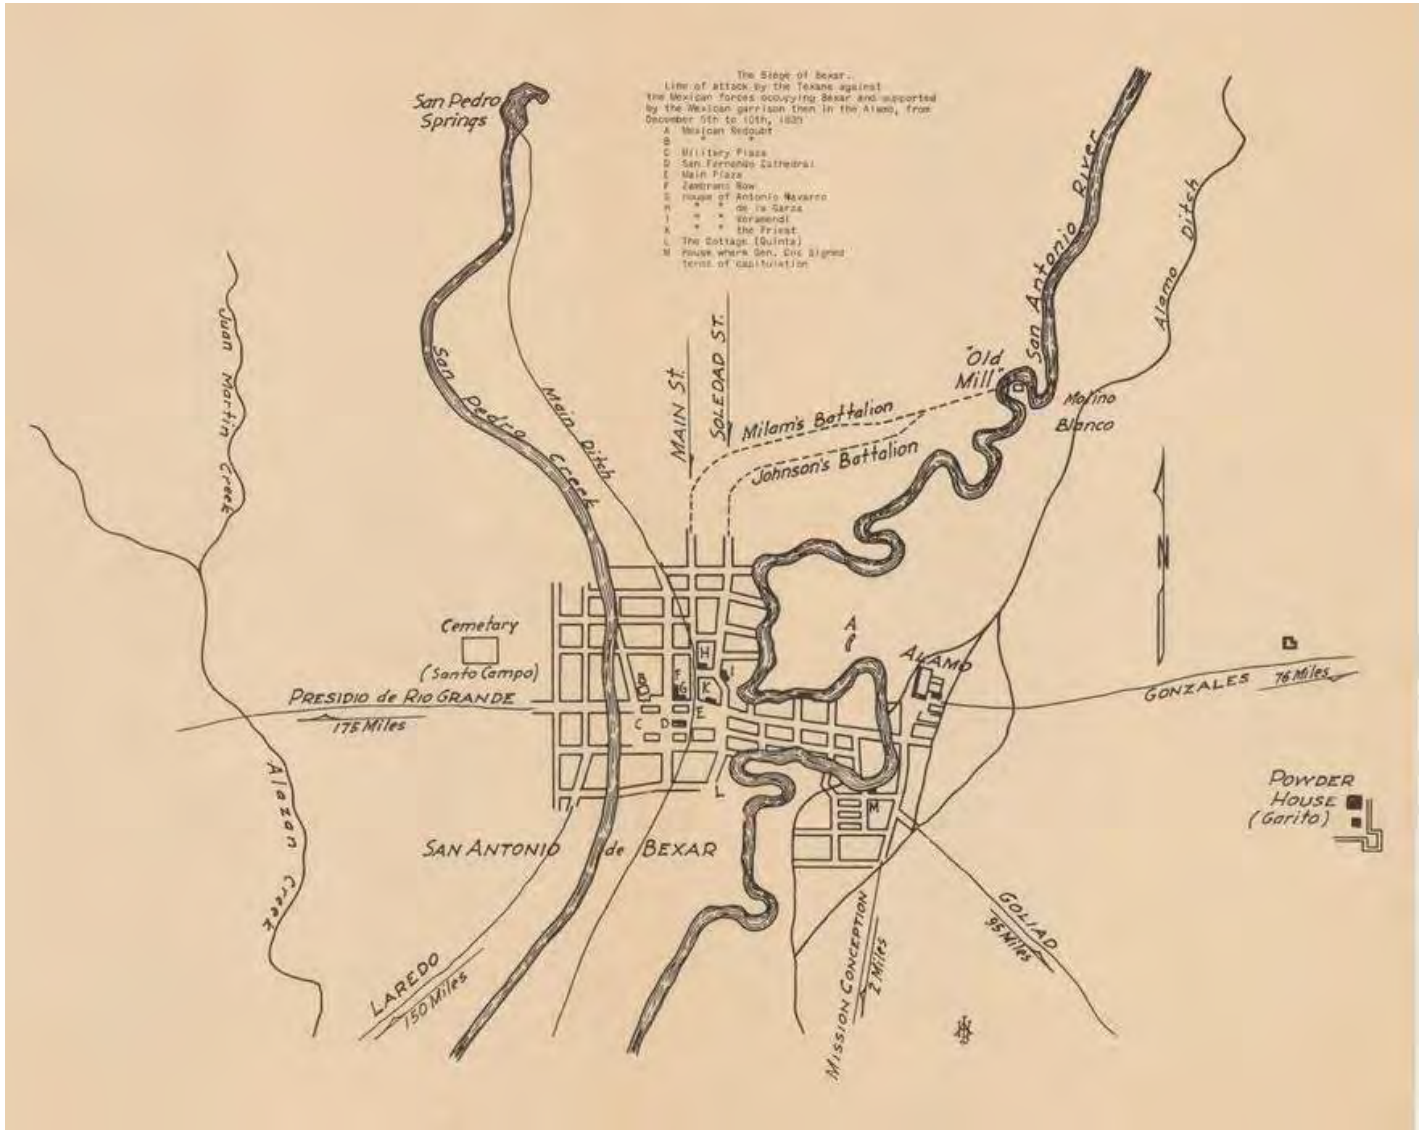 The Siege of Bexar.
Line of attack by the Texans against
the Mexican forces occupying Bexar and supported
by the Mexican garrison then in the Alamo, from
December 5th to 10th, 1835
A Mexican Redoubt
B " "
C Military Plaza
D San Fernando Cathedral
E Main Plaza
F Zambrano Row
G House of Antonio Navarro
H " " de la Garza
I " " Veramendi
K " " the Priest
L The Cottage (Quinta)
M House where Gen. Cos signed
terms of capitulation
San Pedro
Springs
San Antonio River
Alamo Ditch
Juan Martin Creek
San Pedro Creek
Main Ditch
MAIN St.
SOLEDAD ST.
"Old
Mill"
Milam's Battalion
Johnson's Battalion
Molino
Blanco
N
Cemetary
(Santo Campo)
A
ALAMO
H
I
F
G
K
E
C
D
L
M
PRESIDIO de RIO GRANDE
175 Miles
GONZALES 76 Miles
Alazan Creek
POWDER
HOUSE
(Garita)
SAN ANTONIO de BEXAR
LAREDO
150 Miles
MISSION CONCEPTION
2 Miles
GOLIAD
95 Miles